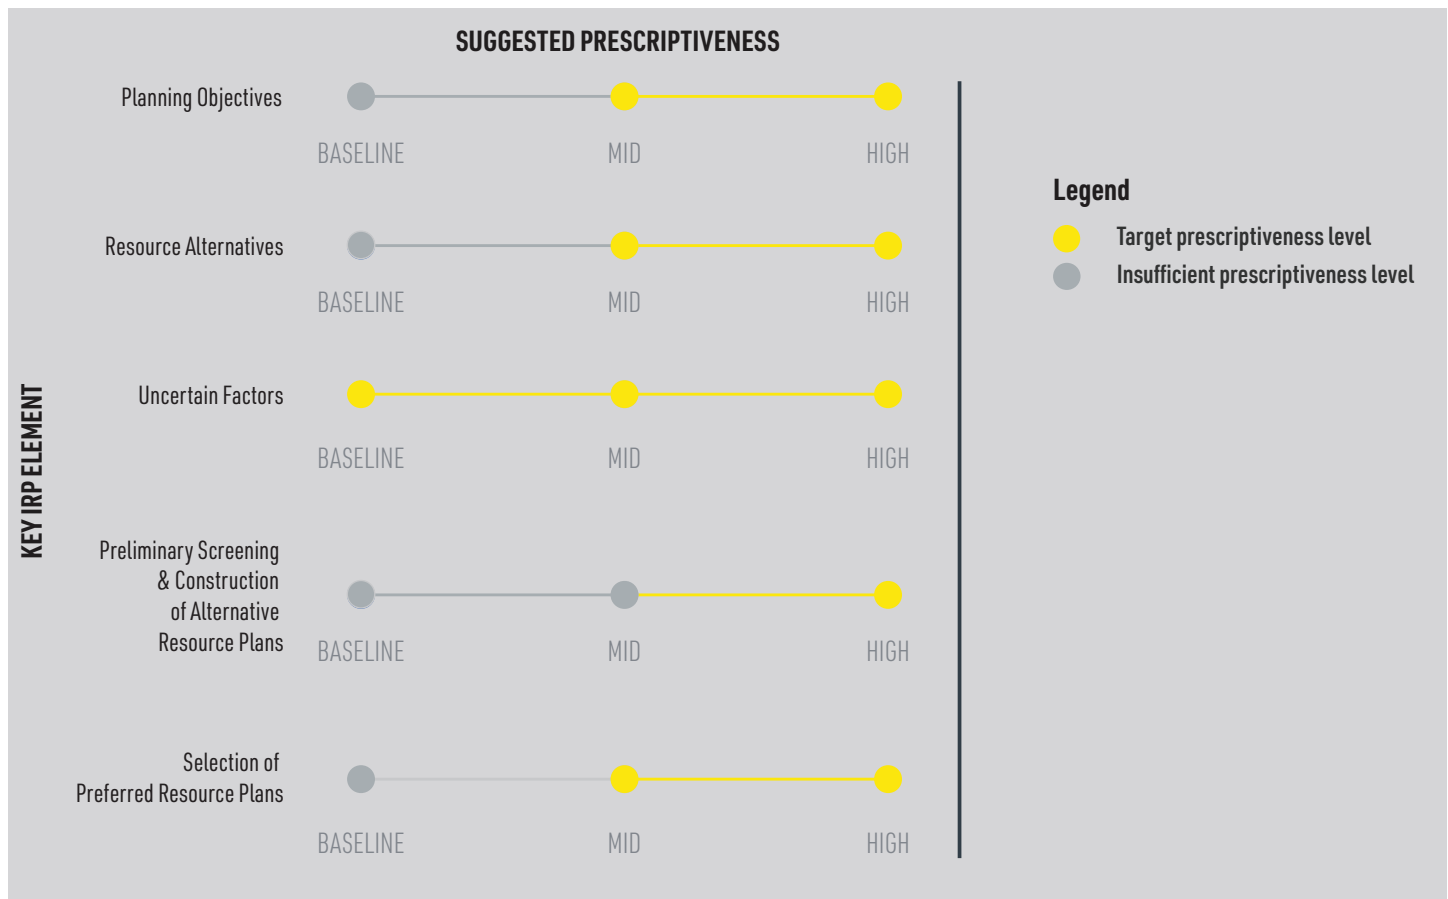 SUGGESTED PRESCRIPTIVENESS
KEY IRP ELEMENT
Planning Objectives
BASELINE MID HIGH
Resource Alternatives
BASELINE MID HIGH
Uncertain Factors
BASELINE MID HIGH
Preliminary Screening
& Construction
of Alternative
Resource Plans
BASELINE MID HIGH
Selection of
Preferred Resource Plans
BASELINE MID HIGH
Legend
Target prescriptiveness level
Insufficient prescriptiveness level